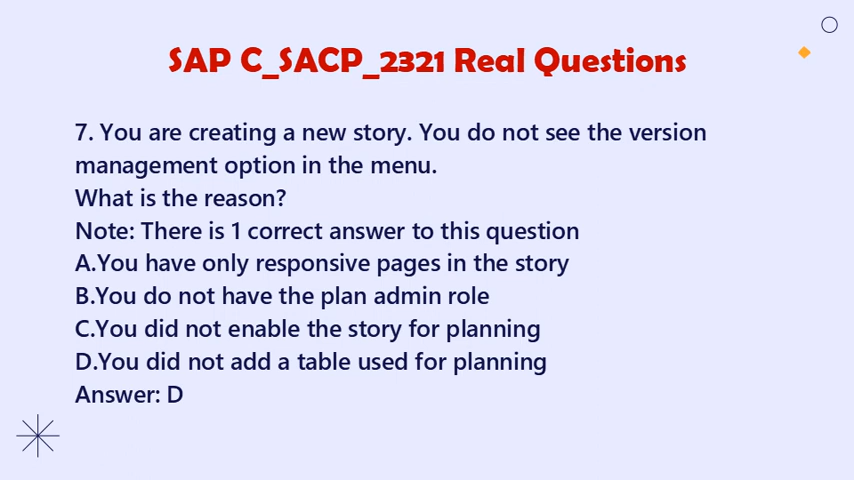 SAP C_SACP_2321 Real Questions
7. You are creating a new story. You do not see the version
management option in the menu.
What is the reason?
Note: There is 1 correct answer to this question
A.You have only responsive pages in the story
B.You do not have the plan admin role
C.You did not enable the story for planning
D.You did not add a table used for planning
Answer: D